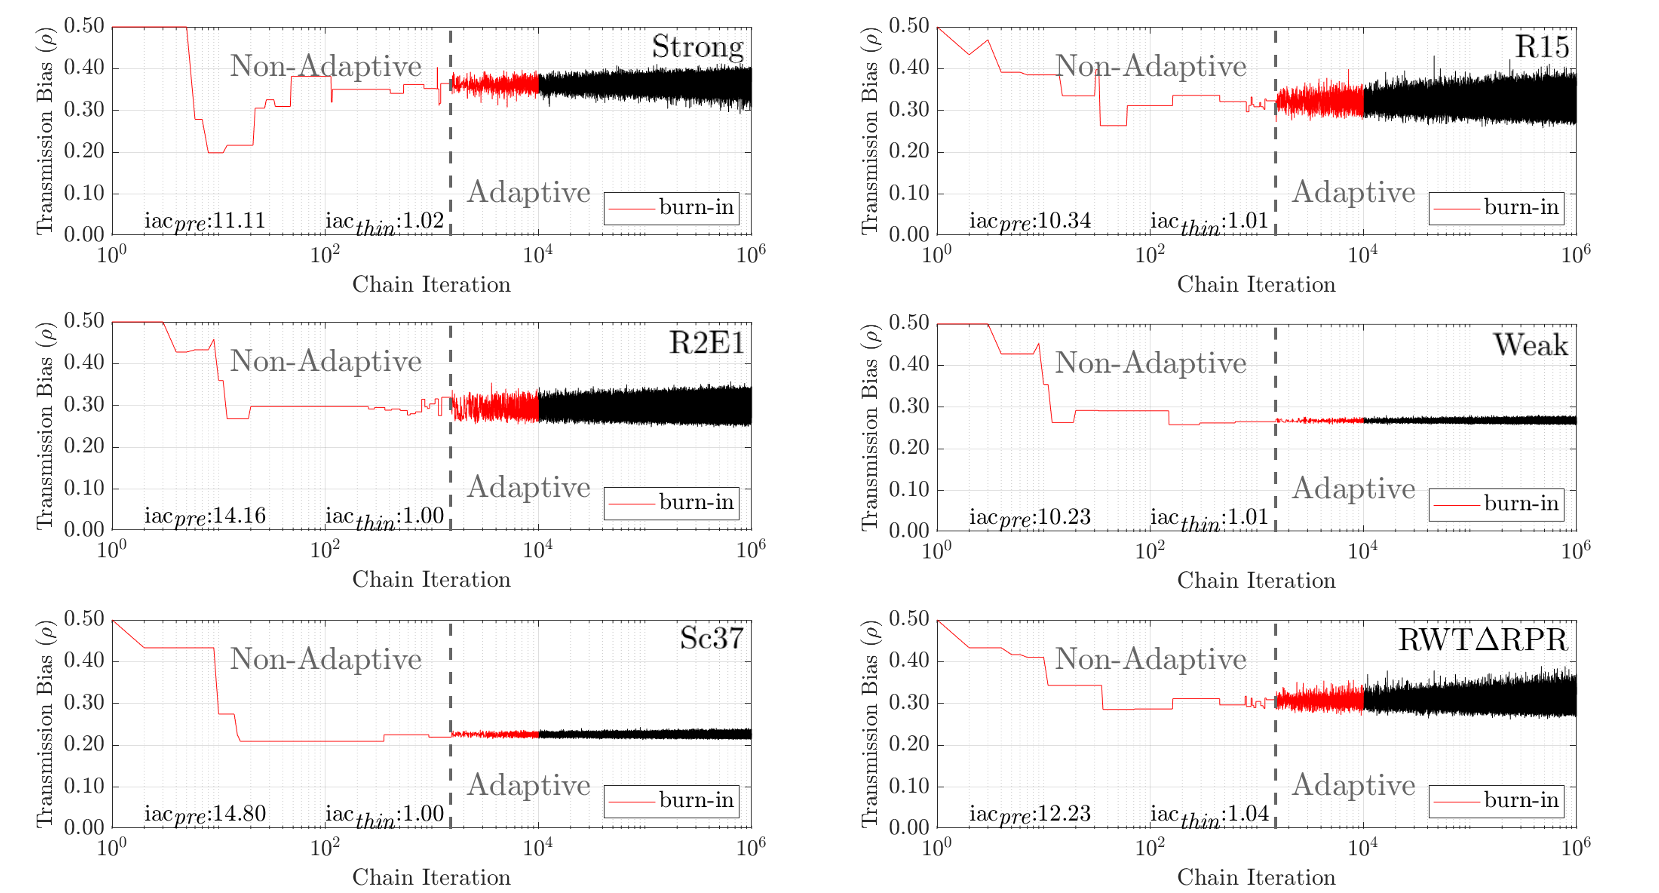 Strong
Non-Adaptive
Adaptive
iac_pre:11.11
iac_thin:1.02
burn-in
Transmission Bias (ρ)
0.50
0.40
0.30
0.20
0.10
0.00
10^0
10^2
10^4
10^6
Chain Iteration
R15
Non-Adaptive
Adaptive
iac_pre:10.34
iac_thin:1.01
burn-in
Transmission Bias (ρ)
0.50
0.40
0.30
0.20
0.10
0.00
10^0
10^2
10^4
10^6
Chain Iteration
R2E1
Non-Adaptive
Adaptive
iac_pre:14.16
iac_thin:1.00
burn-in
Transmission Bias (ρ)
0.50
0.40
0.30
0.20
0.10
0.00
10^0
10^2
10^4
10^6
Chain Iteration
Weak
Non-Adaptive
Adaptive
iac_pre:10.23
iac_thin:1.01
burn-in
Transmission Bias (ρ)
0.50
0.40
0.30
0.20
0.10
0.00
10^0
10^2
10^4
10^6
Chain Iteration
Sc37
Non-Adaptive
Adaptive
iac_pre:14.80
iac_thin:1.00
burn-in
Transmission Bias (ρ)
0.50
0.40
0.30
0.20
0.10
0.00
10^0
10^2
10^4
10^6
Chain Iteration
RWTΔRPR
Non-Adaptive
Adaptive
iac_pre:12.23
iac_thin:1.04
burn-in
Transmission Bias (ρ)
0.50
0.40
0.30
0.20
0.10
0.00
10^0
10^2
10^4
10^6
Chain Iteration